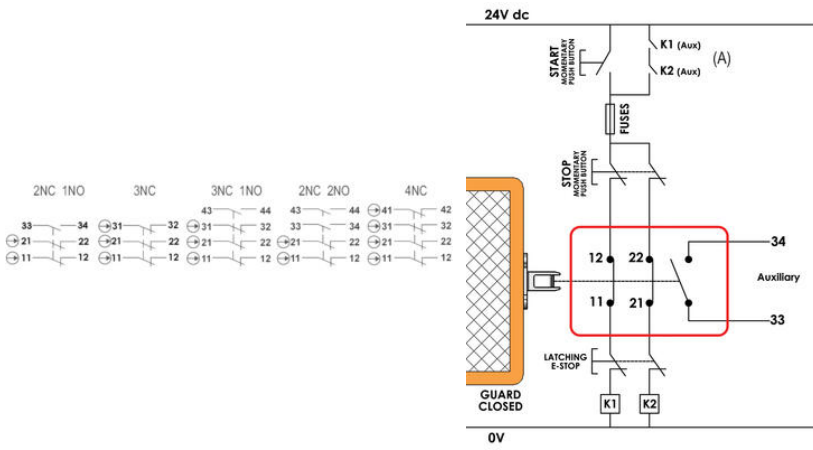 2NC 1NO
33 34
21 22
11 12
3NC
31 32
21 22
11 12
3NC 1NO
43 44
31 32
21 22
11 12
2NC 2NO
43 44
33 34
21 22
11 12
4NC
41 42
31 32
21 22
11 12
24V dc
START
MOMENTARY
PUSH BUTTON
K1 (Aux)
K2 (Aux)
(A)
FUSES
STOP
MOMENTARY
PUSH BUTTON
12 22
34
Auxiliary
11 21
33
LATCHING
E-STOP
GUARD
CLOSED
K1 K2
0V